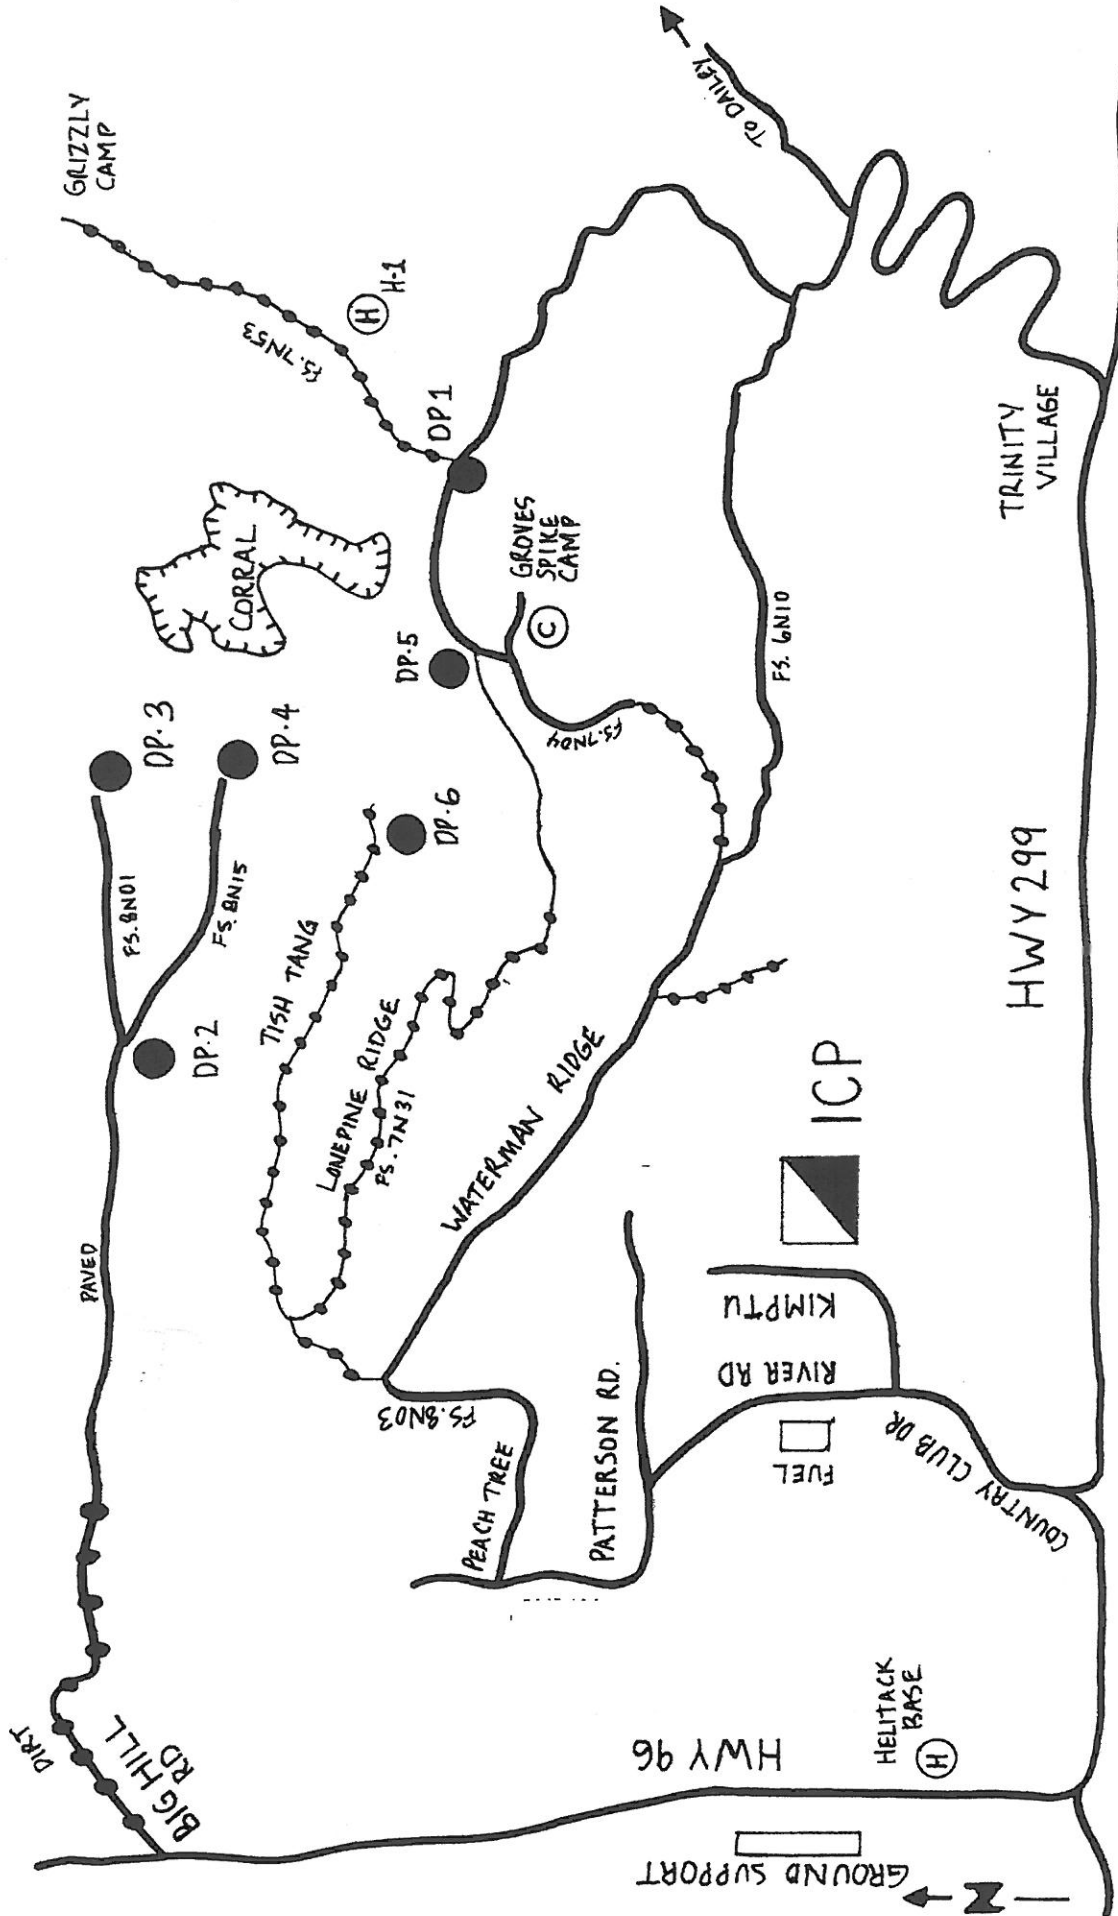 GRIZZLY
CAMP
TO DAILEY
FS.7N53
H
H-1
DP.1
CORRAL
GROVES
SPIKE
CAMP
C
DP.5
DP.3
DP.4
FS.8N01
FS.8N15
DP.2
DP.6
FS.7N04
FS. 6N10
TRINITY
VILLAGE
TISH TANG
LONEPINE RIDGE
FS.7N31
WATERMAN RIDGE
HWY 299
ICP
PAVED
FS.8N03
PEACH TREE
PATTERSON RD.
KIMPTU
RIVER RD
FUEL
COUNTRY CLUB DR
DIRT
BIG HILL
RD
HWY 96
HELITACK
BASE
H
GROUND SUPPORT
N